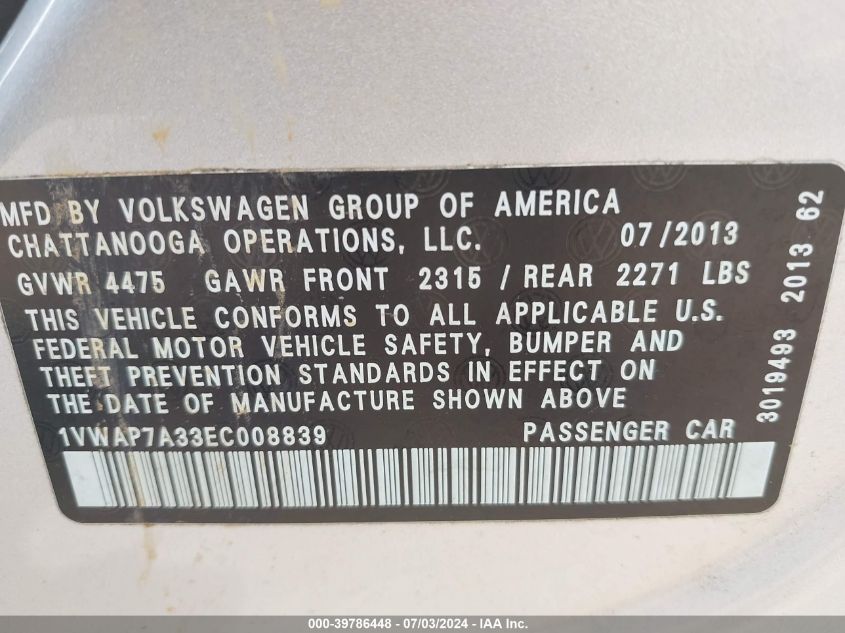 MFD BY VOLKSWAGEN GROUP OF AMERICA
CHATTANOOGA OPERATIONS, LLC. 07/2013
GVWR 4475 GAWR FRONT 2315 / REAR 2271 LBS
THIS VEHICLE CONFORMS TO ALL APPLICABLE U.S.
FEDERAL MOTOR VEHICLE SAFETY, BUMPER AND
THEFT PREVENTION STANDARDS IN EFFECT ON
THE DATE OF MANUFACTURE SHOWN ABOVE
1VWAP7A33EC008839 PASSENGER CAR
3019493 2013 62
000-39786448 - 07/03/2024 - IAA Inc.